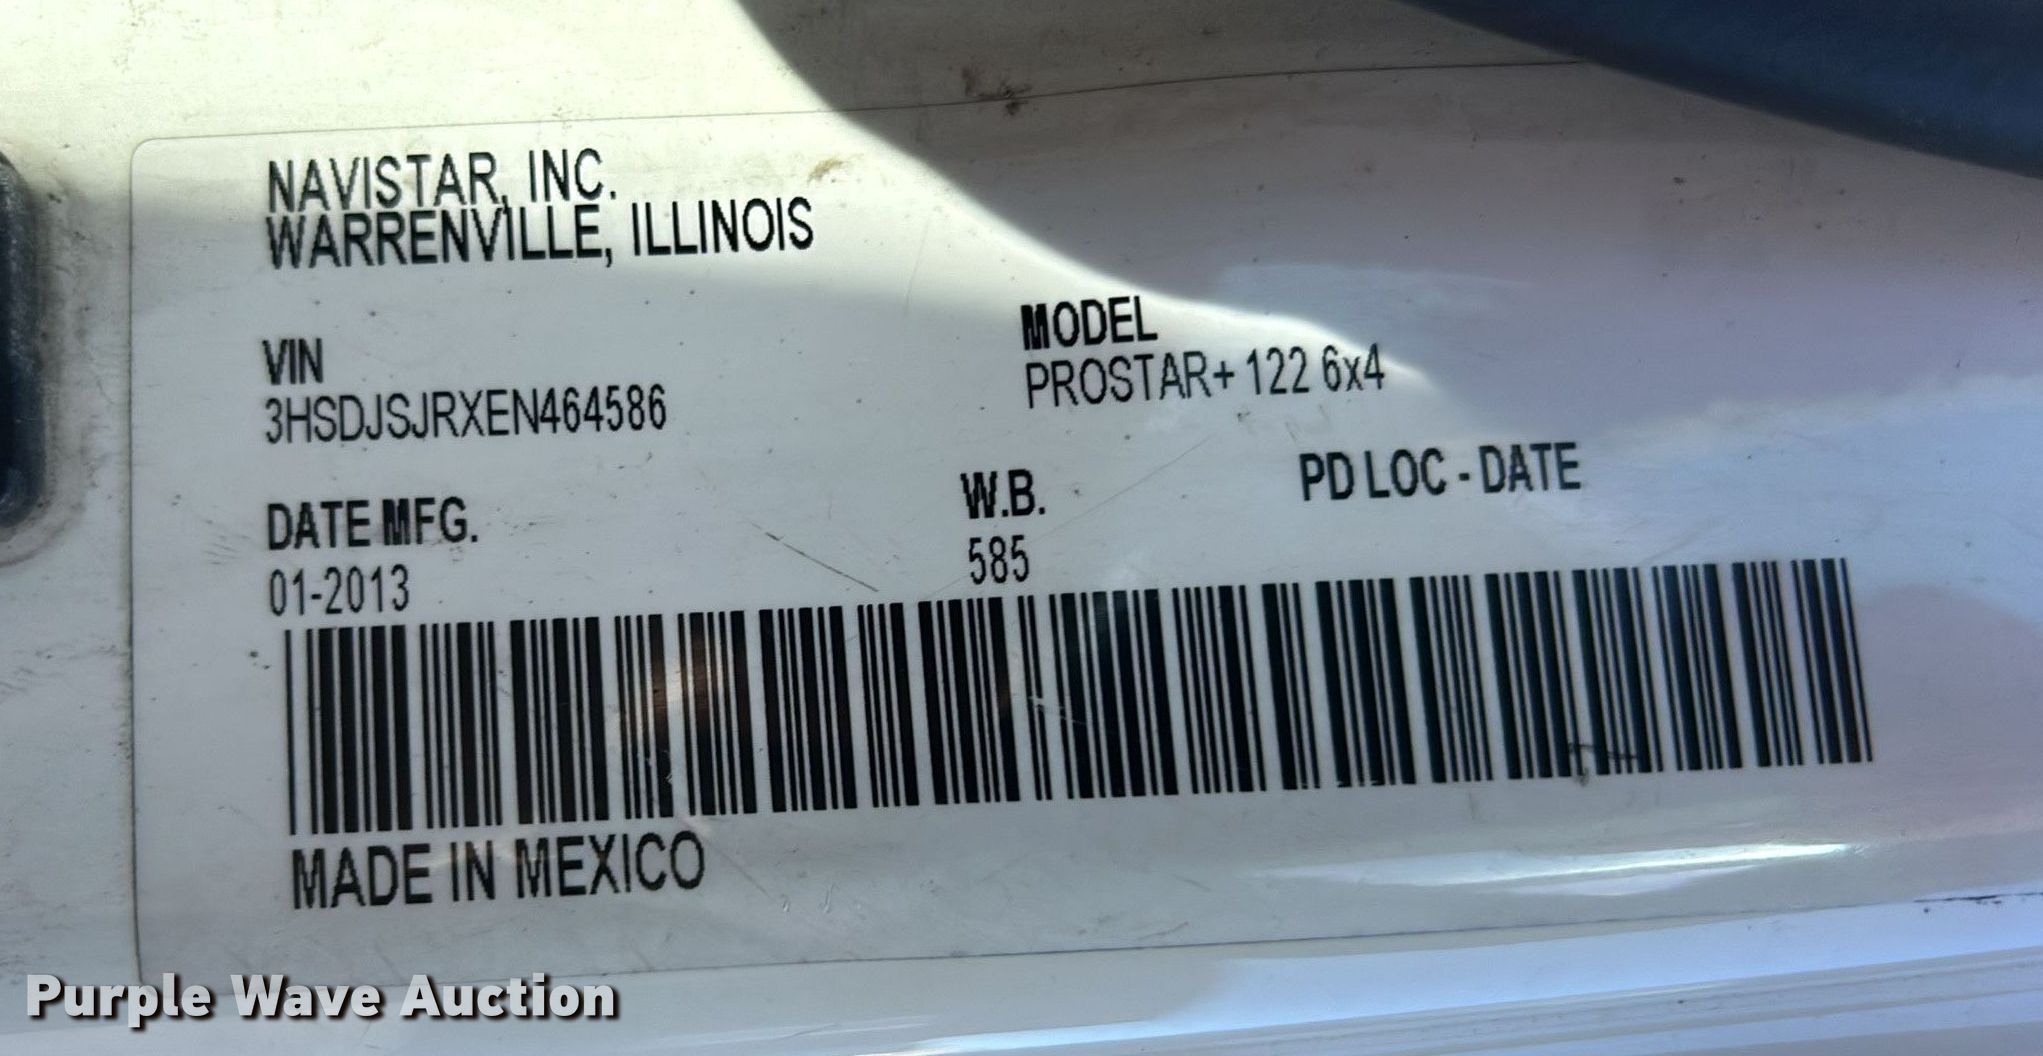 NAVISTAR, INC.
WARRENVILLE, ILLINOIS
VIN
3HSDJSJRXEN464586
MODEL
PROSTAR+ 122 6x4
DATE MFG.
01-2013
W.B.
585
PD LOC - DATE
MADE IN MEXICO
Purple Wave Auction